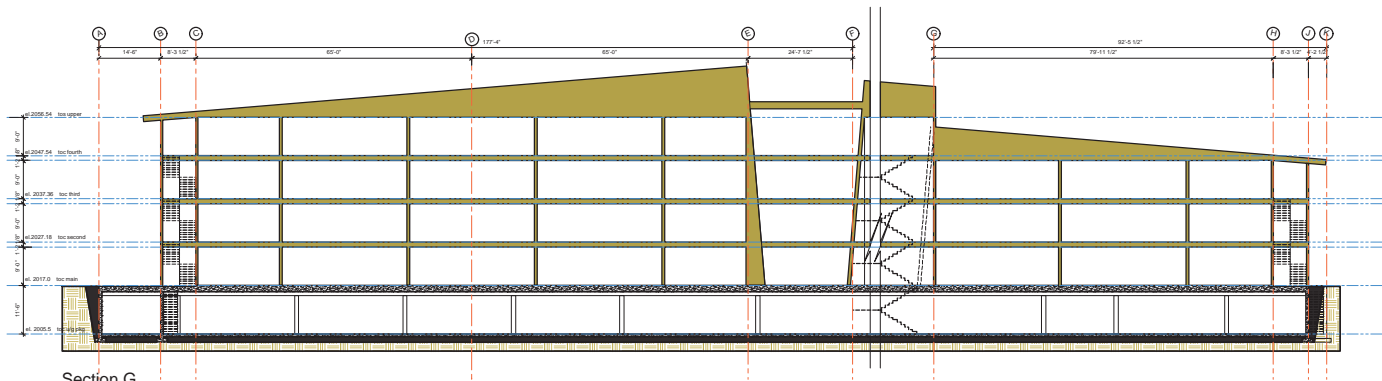 A B C D E F G H J K
177'-4" 92'-5 1/2"
14'-6" 8'-3 1/2" 65'-0" 65'-0" 24'-7 1/2" 79'-11 1/2" 8'-3 1/2" 4'-2 1/2"
el.2056.54 tos upper
9'-0"
el.2047.54 toc fourth
9'-0"
el. 2037.36 toc third
9'-0"
el.2027.18 toc second
9'-0"
el. 2017.0 toc main
11'-6"
el. 2005.5 toc u/g pkg
Section G